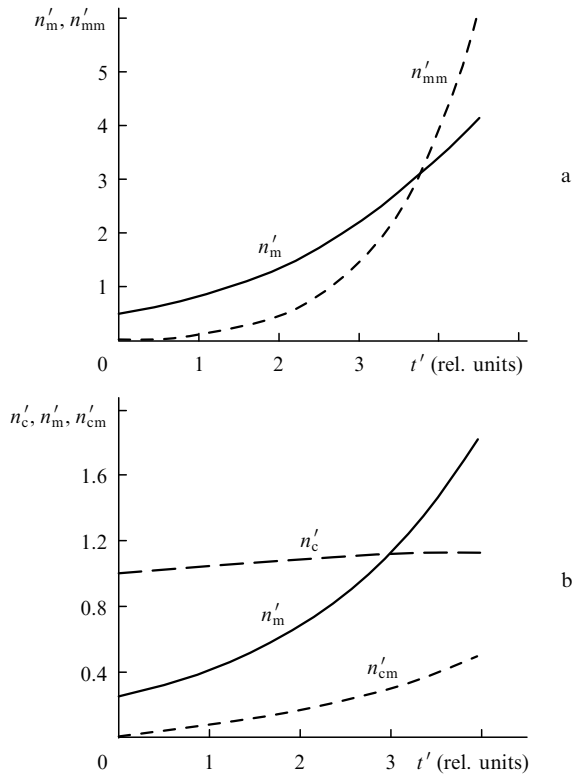 n′m, n′mm
5
n′mm
4
a
3
2
n′m
1
0 1 2 3 t′ (rel. units)
n′c, n′m, n′cm
1.6
1.2
n′c
b
0.8
n′m
n′cm
0.4
0 1 2 3 t′ (rel. units)